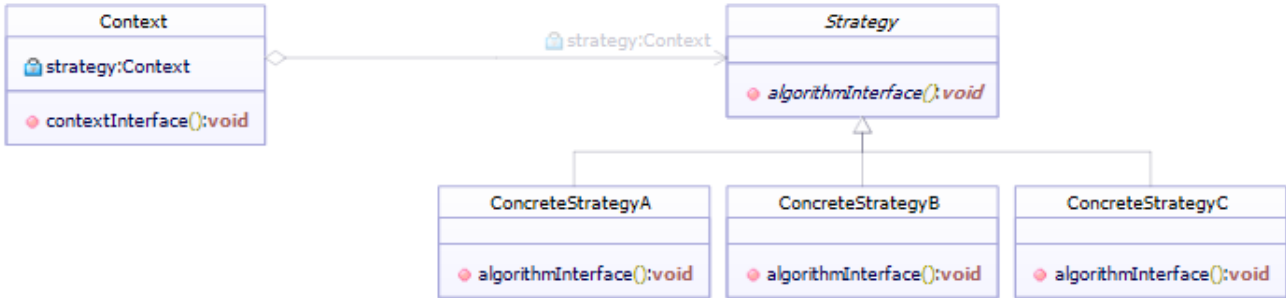 Context
strategy:Context
contextInterface():void
strategy:Context
Strategy
algorithmInterface():void
ConcreteStrategyA
algorithmInterface():void
ConcreteStrategyB
algorithmInterface():void
ConcreteStrategyC
algorithmInterface():void